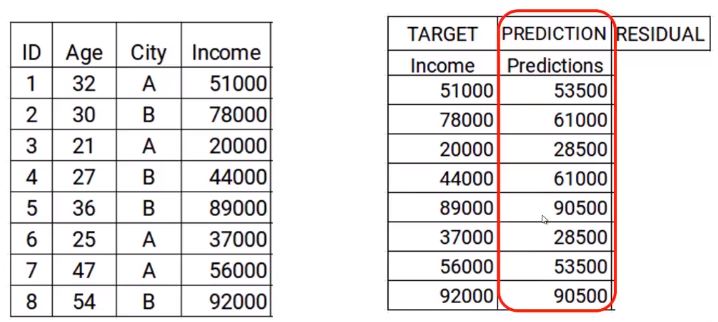 ID Age City Income
1 32 A 51000
2 30 B 78000
3 21 A 20000
4 27 B 44000
5 36 B 89000
6 25 A 37000
7 47 A 56000
8 54 B 92000
TARGET PREDICTION RESIDUAL
Income Predictions
51000 53500
78000 61000
20000 28500
44000 61000
89000 90500
37000 28500
56000 53500
92000 90500